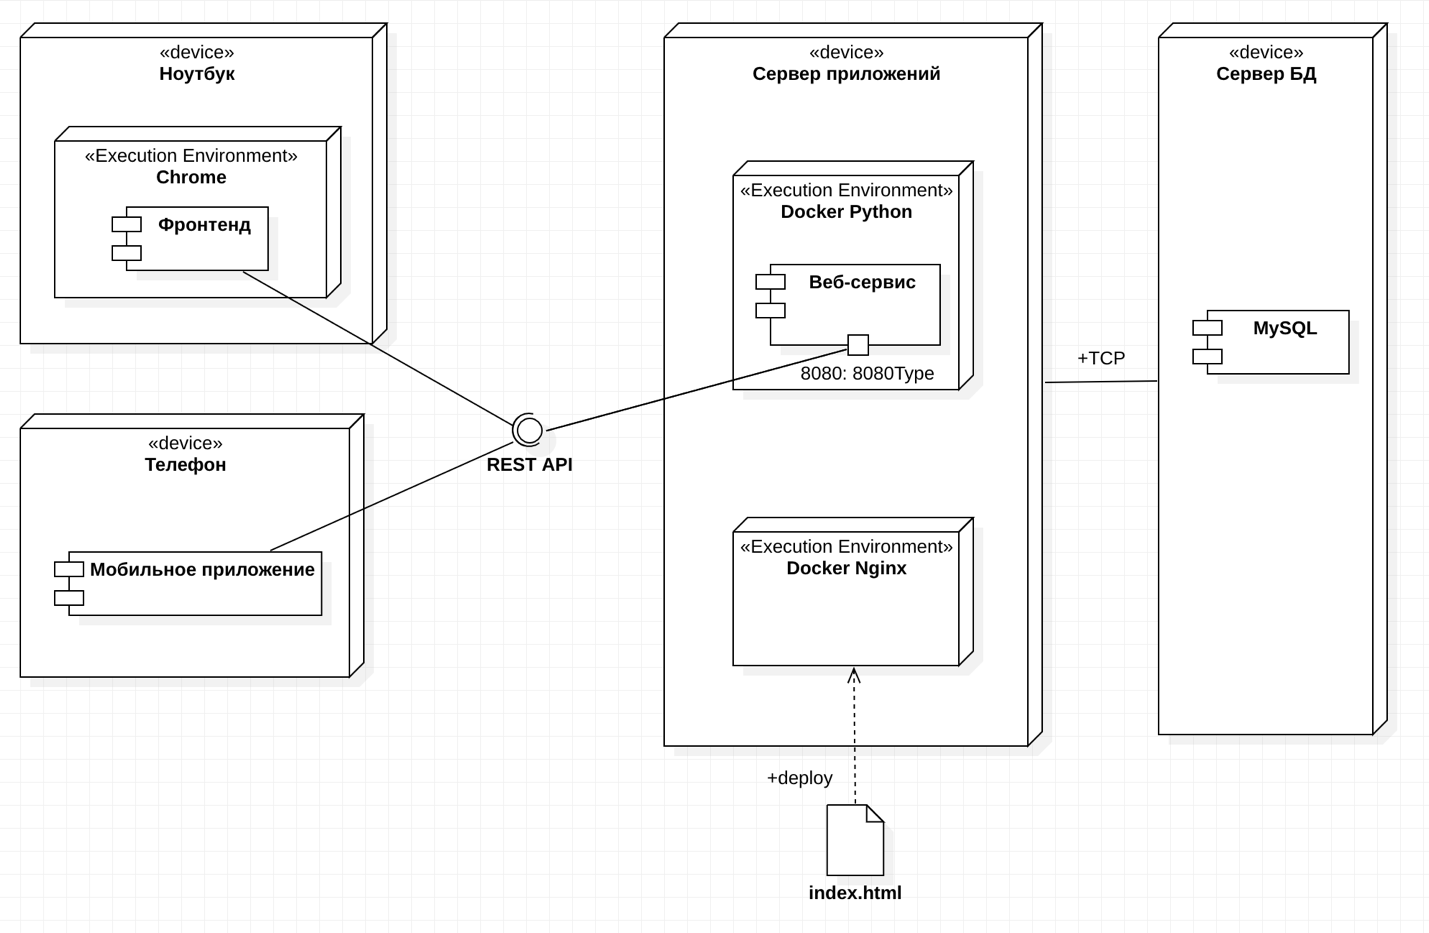 «device»
Ноутбук
«Execution Environment»
Chrome
Фронтенд
«device»
Телефон
Мобильное приложение
REST API
«device»
Сервер приложений
«Execution Environment»
Docker Python
Веб-сервис
8080: 8080Type
«Execution Environment»
Docker Nginx
+deploy
index.html
+TCP
«device»
Сервер БД
MySQL